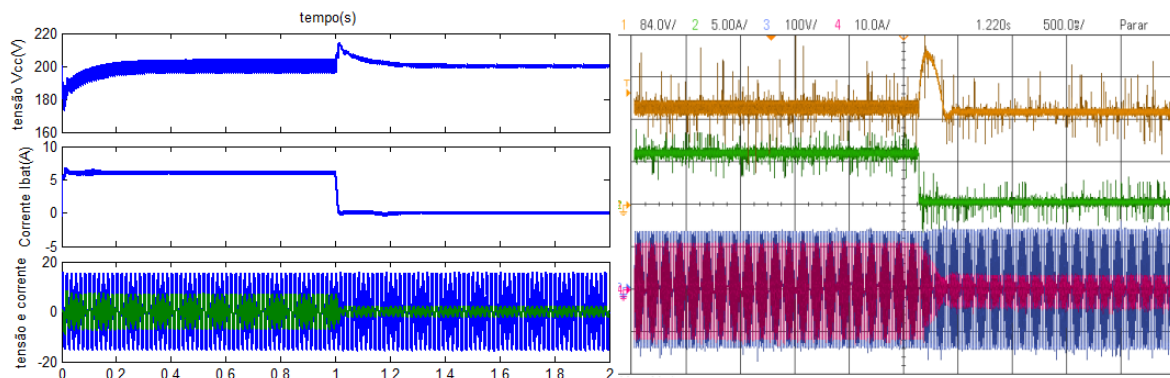 tempo(s)
tensão Vcc(V)
220
200
180
160
Corrente Ibat(A)
10
5
0
-5
tensão e corrente
20
0
-20
0 0.2 0.4 0.6 0.8 1 1.2 1.4 1.6 1.8 2
1 84.0V/ 2 5.00A/ 3 100V/ 4 10.0A/ 1.220s 500.0ms/ Parar